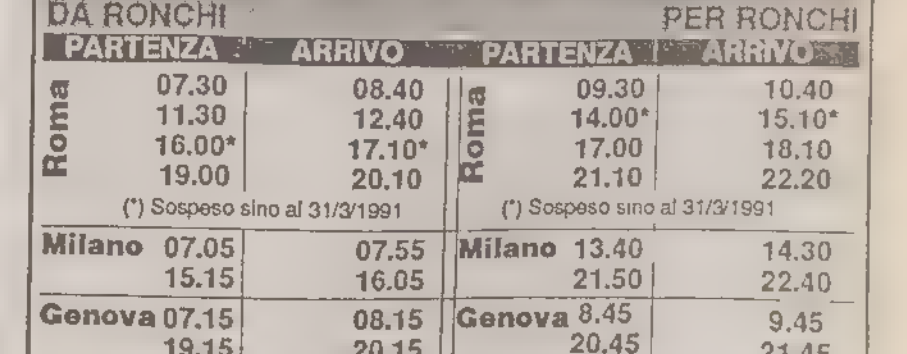 DA RONCHI PER RONCHI
PARTENZA ARRIVO PARTENZA ARRIVO
Roma 07.30 08.40 Roma 09.30 10.40
11.30 12.40 14.00* 15.10*
16.00* 17.10* 17.00 18.10
19.00 20.10 21.10 22.20
(*) Sospeso sino al 31/3/1991 (*) Sospeso sino al 31/3/1991
Milano 07.05 07.55 Milano 13.40 14.30
15.15 16.05 21.50 22.40
Genova 07.15 08.15 Genova 8.45 9.45
19.15 20.15 20.45 21.45